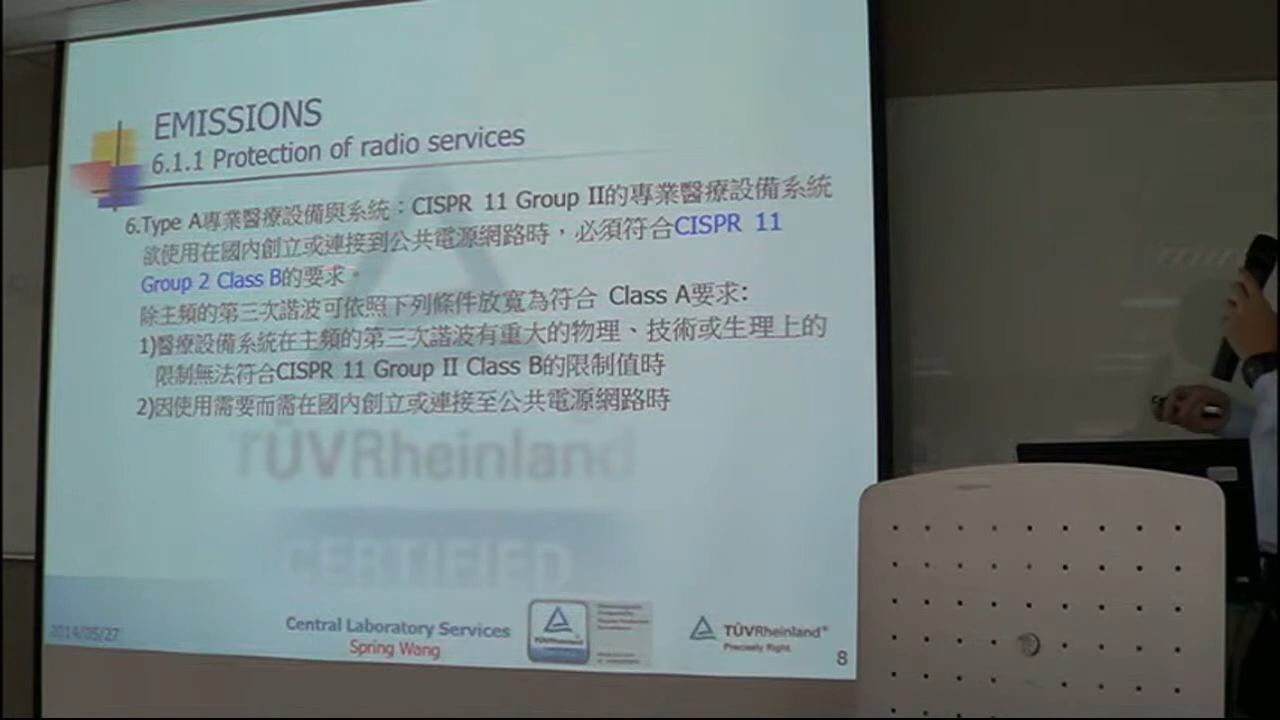 EMISSIONS
6.1.1 Protection of radio services
6.Type A專業醫療設備與系統：CISPR 11 Group II的專業醫療設備系統
欲使用在國內創立或連接到公共電源網路時，必須符合CISPR 11
Group 2 Class B的要求。
除主頻的第三次諧波可依照下列條件放寬為符合 Class A要求:
1)醫療設備系統在主頻的第三次諧波有重大的物理、技術或生理上的
限制無法符合CISPR 11 Group II Class B的限制值時
2)因使用需要而需在國內創立或連接至公共電源網路時
TÜVRheinland
CERTIFIED
2014/05/27
Central Laboratory Services
Spring Wang
TÜVRheinland
TÜVRheinland®
Precisely Right.
8